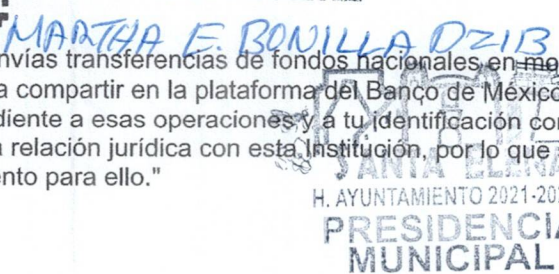 MARTHA E. BONILLA DZIB
nvías transferencias de fondos nacionales en mo
a compartir en la plataforma del Banco de México
diente a esas operaciones y a tu identificación co
a relación jurídica con esta Institución, por lo que
ento para ello."
SANTA ELENA
H. AYUNTAMIENTO 2021-202
PRESIDENCIA
MUNICIPAL